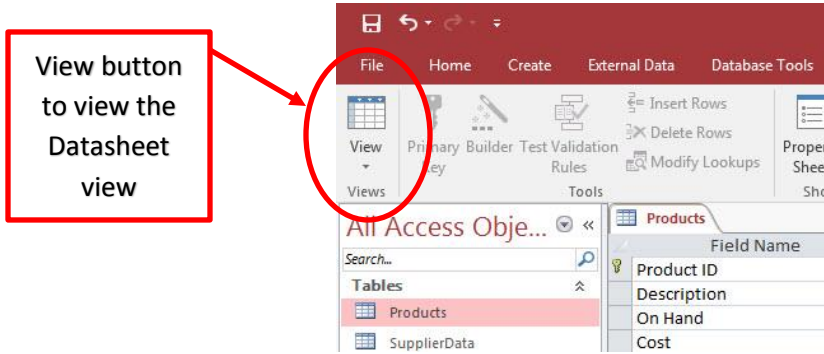 View button
to view the
Datasheet
view
File Home Create External Data Database Tools
View
Primary Key
Builder
Test Validation Rules
Insert Rows
Delete Rows
Modify Lookups
Views
Tools
All Access Obje...
Search...
Tables
Products
SupplierData
Products
Field Name
Product ID
Description
On Hand
Cost